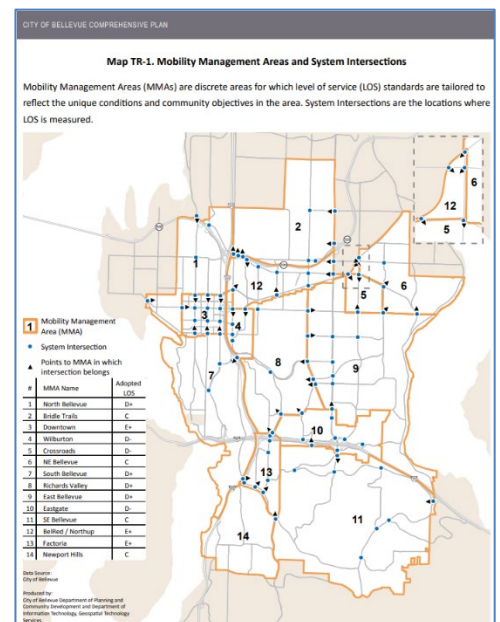 CITY OF BELLEVUE COMPREHENSIVE PLAN
Map TR-1. Mobility Management Areas and System Intersections
Mobility Management Areas (MMAs) are discrete areas for which level of service (LOS) standards are tailored to
reflect the unique conditions and community objectives in the area. System Intersections are the locations where
LOS is measured.
6
12
5
2
1
12
5
6
3
4
8
7
9
10
13
11
14
1 Mobility Management
Area (MMA)
System Intersection
Points to MMA in which
intersection belongs
# MMA Name Adopted
LOS
1 North Bellevue D+
2 Bridle Trails C
3 Downtown E+
4 Wilburton D-
5 Crossroads D-
6 NE Bellevue C
7 South Bellevue D+
8 Richards Valley D+
9 East Bellevue D+
10 Eastgate D-
11 SE Bellevue C
12 BelRed / Northup E+
13 Factoria E+
14 Newport Hills C
Data Source:
City of Bellevue
Produced by:
City of Bellevue Department of Planning and
Community Development and Department of
Information Technology, Geospatial Technology
Services